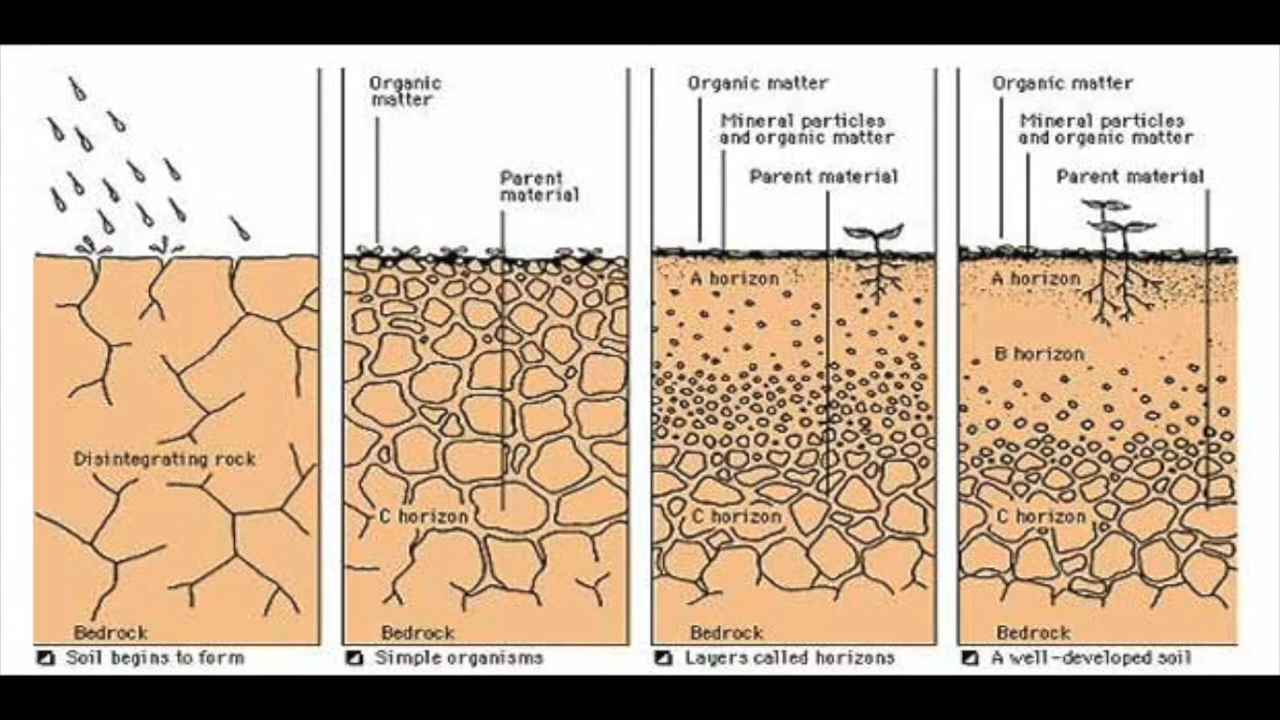 Disintegrating rock
Bedrock
Soil begins to form
Organic
matter
Parent
material
C horizon
Bedrock
Simple organisms
Organic matter
Mineral particles
and organic matter
Parent material
A horizon
C horizon
Bedrock
Layers called horizons
Organic matter
Mineral particles
and organic matter
Parent material
A horizon
B horizon
C horizon
Bedrock
A well-developed soil